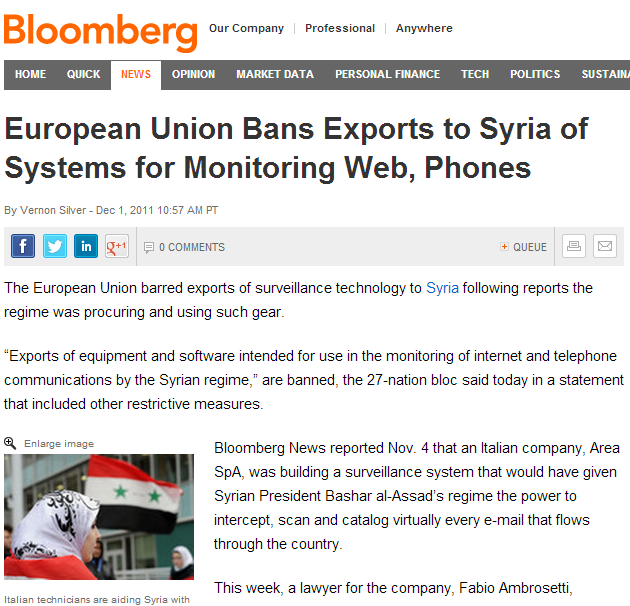 Bloomberg Our Company Professional Anywhere
HOME QUICK NEWS OPINION MARKET DATA PERSONAL FINANCE TECH POLITICS SUSTAINA
European Union Bans Exports to Syria of
Systems for Monitoring Web, Phones
By Vernon Silver - Dec 1, 2011 10:57 AM PT
f in g+1 0 COMMENTS + QUEUE
The European Union barred exports of surveillance technology to Syria following reports the
regime was procuring and using such gear.
“Exports of equipment and software intended for use in the monitoring of internet and telephone
communications by the Syrian regime,” are banned, the 27-nation bloc said today in a statement
that included other restrictive measures.
Enlarge image
Italian technicians are aiding Syria with
Bloomberg News reported Nov. 4 that an Italian company, Area
SpA, was building a surveillance system that would have given
Syrian President Bashar al-Assad’s regime the power to
intercept, scan and catalog virtually every e-mail that flows
through the country.
This week, a lawyer for the company, Fabio Ambrosetti,